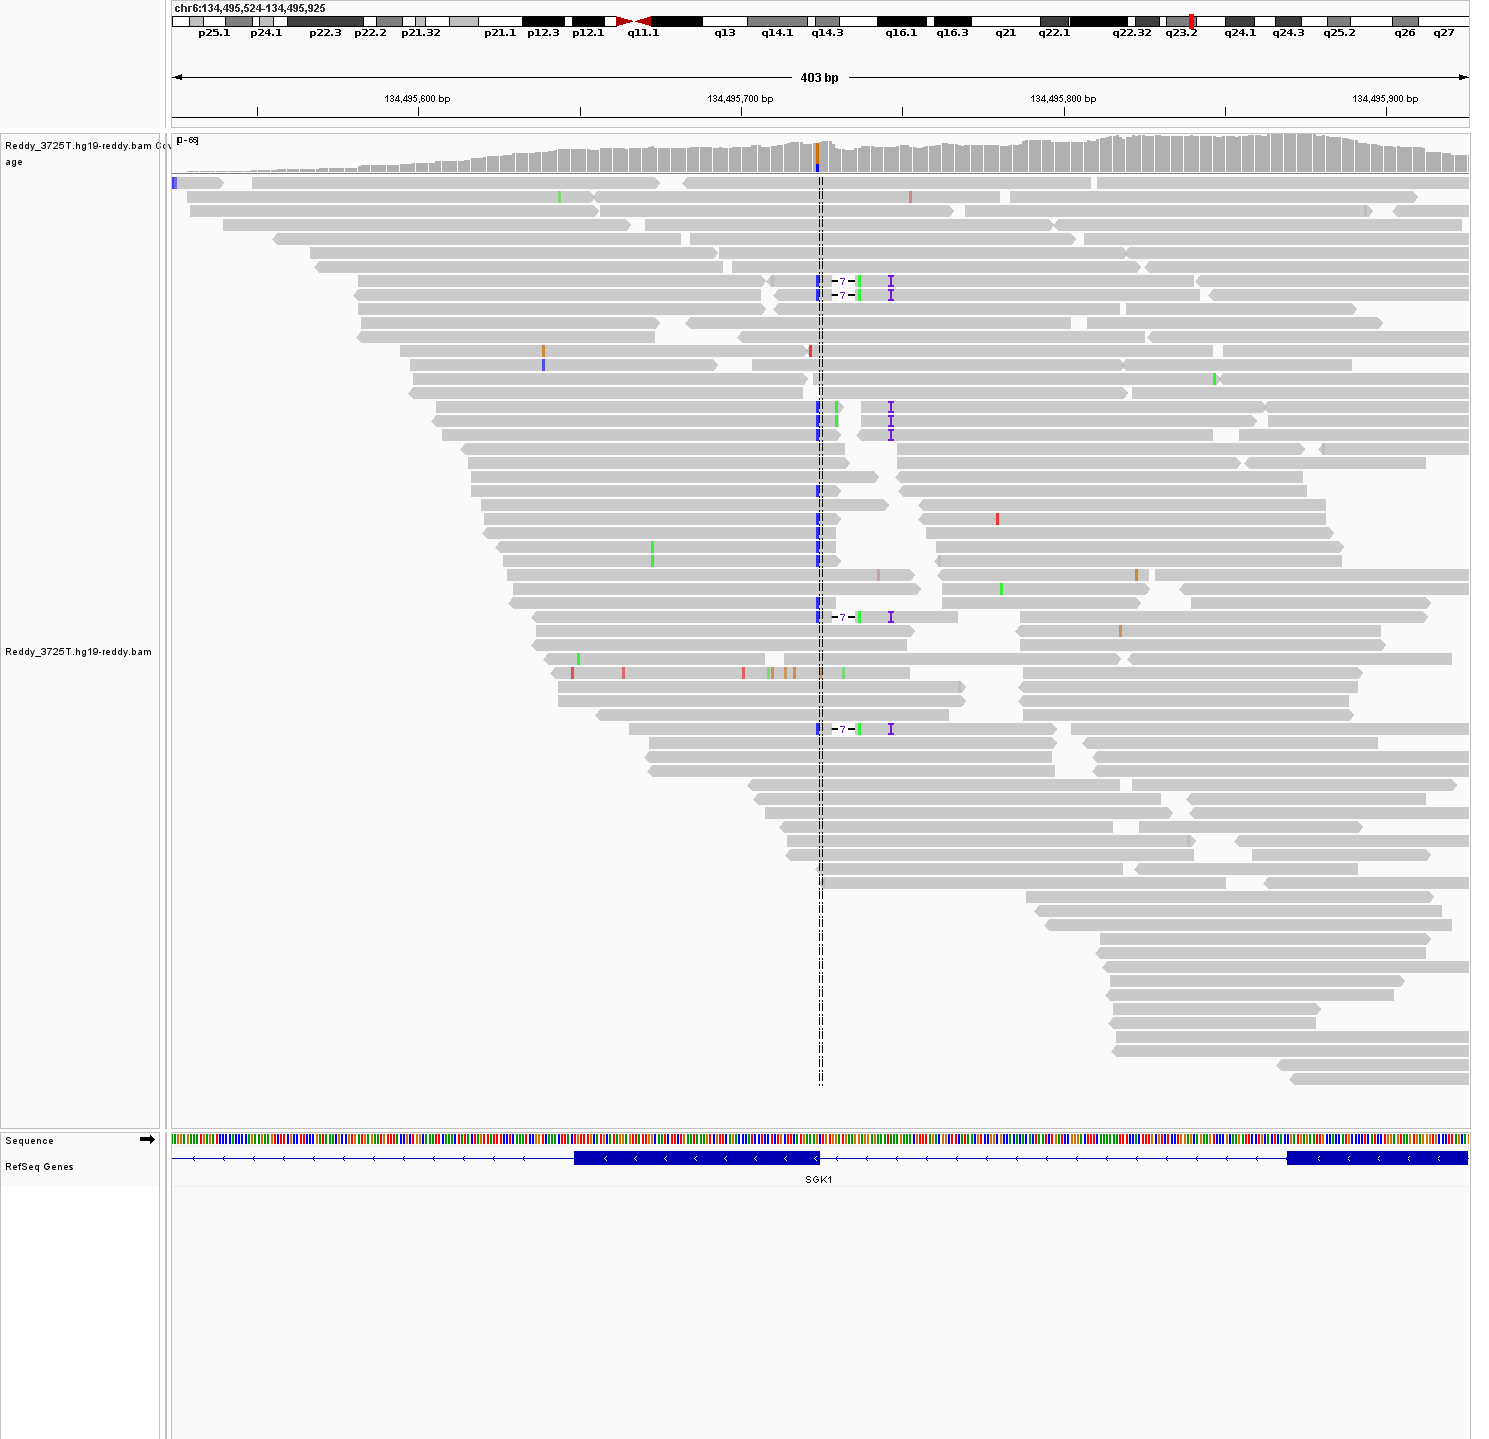 chr6:134,495,524-134,495,925
p25.1 p24.1 p22.3 p22.2 p21.32 p21.1 p12.3 p12.1 q11.1 q13 q14.1 q14.3 q16.1 q16.3 q21 q22.1 q22.32 q23.2 q24.1 q24.3 q25.2 q26 q27
403 bp
134,495,600 bp 134,495,700 bp 134,495,800 bp 134,495,900 bp
Reddy_3725T.hg19-reddy.bam Cov
age
[0-69]
7
7
7
Reddy_3725T.hg19-reddy.bam
7
Sequence
RefSeq Genes
SGK1